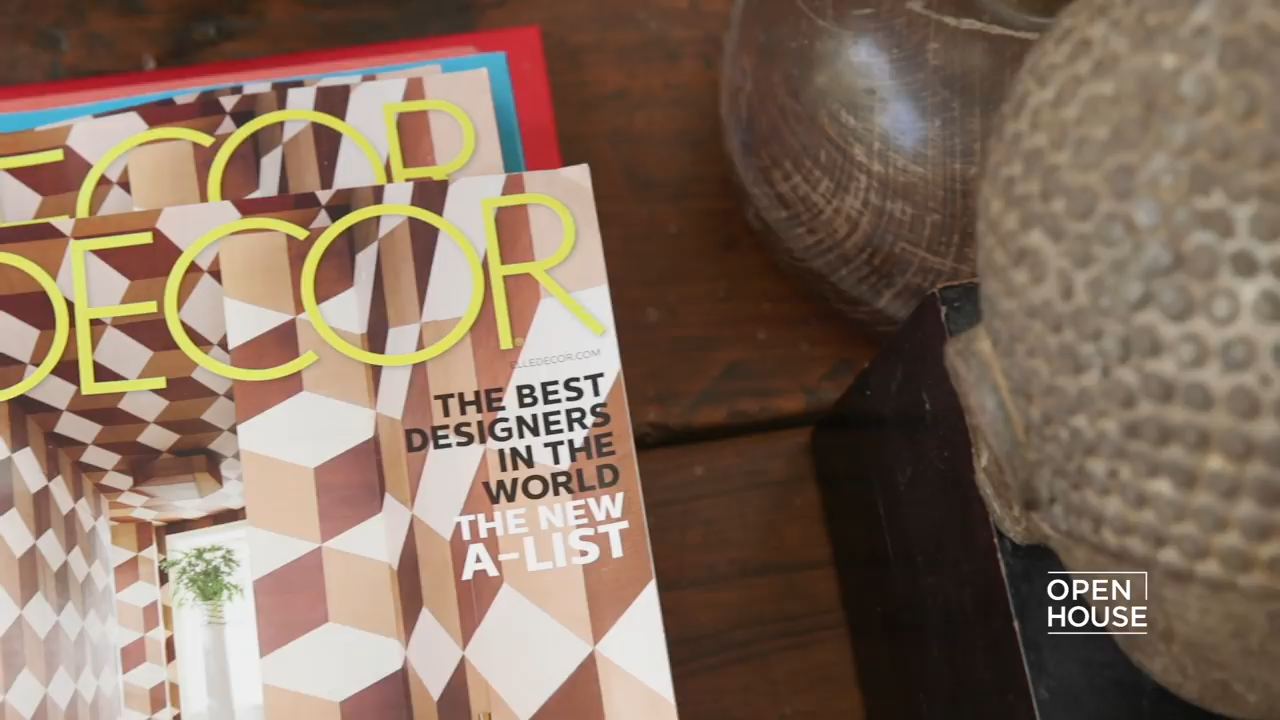 ECOR
DECOR
ELLEDECOR.COM
THE BEST
DESIGNERS
IN THE
WORLD
THE NEW
A-LIST
OPEN
HOUSE